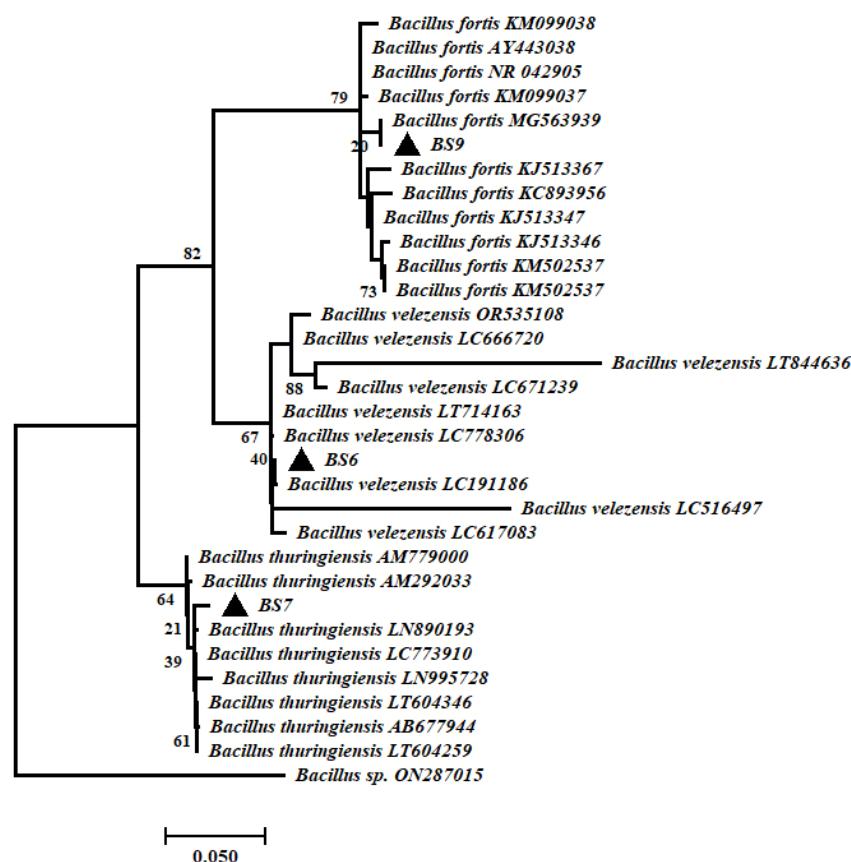 Bacillus fortis KM099038
Bacillus fortis AY443038
Bacillus fortis NR 042905
79
Bacillus fortis KM099037
Bacillus fortis MG563939
20
BS9
Bacillus fortis KJ513367
Bacillus fortis KC893956
Bacillus fortis KJ513347
82
Bacillus fortis KJ513346
Bacillus fortis KM502537
73
Bacillus fortis KM502537
Bacillus velezensis OR535108
Bacillus velezensis LC666720
Bacillus velezensis LT844636
88
Bacillus velezensis LC671239
Bacillus velezensis LT714163
67
Bacillus velezensis LC778306
40
BS6
Bacillus velezensis LC191186
Bacillus velezensis LC516497
Bacillus velezensis LC617083
Bacillus thuringiensis AM779000
Bacillus thuringiensis AM292033
64
BS7
21
Bacillus thuringiensis LN890193
39
Bacillus thuringiensis LC773910
Bacillus thuringiensis LN995728
Bacillus thuringiensis LT604346
Bacillus thuringiensis AB677944
61
Bacillus thuringiensis LT604259
Bacillus sp. ON287015
0.050